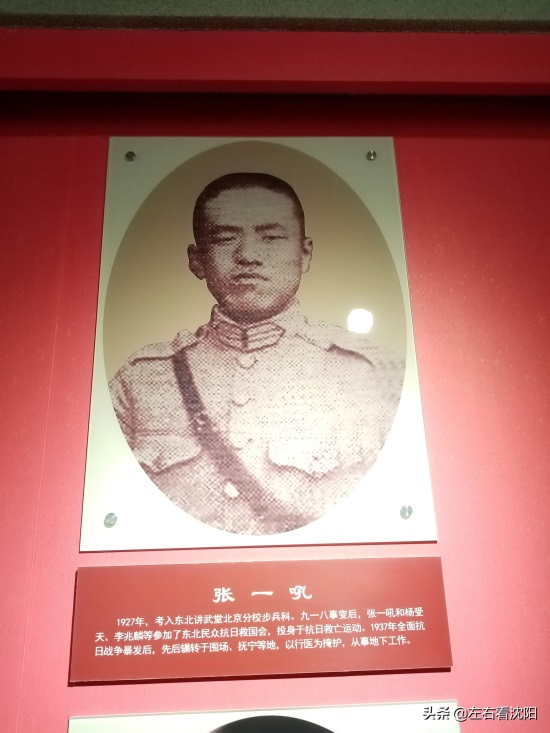 张一吼
1927年，考入东北讲武堂北京分校步兵科。九一八事变后，张一吼和杨受
天、李兆麟等参加了东北民众抗日救国会，投身于抗日救亡运动。1937年全面抗
日战争暴发后，先后辗转于围场、抚宁等地，以行医为掩护，从事地下工作。
头条 @左右看沈阳